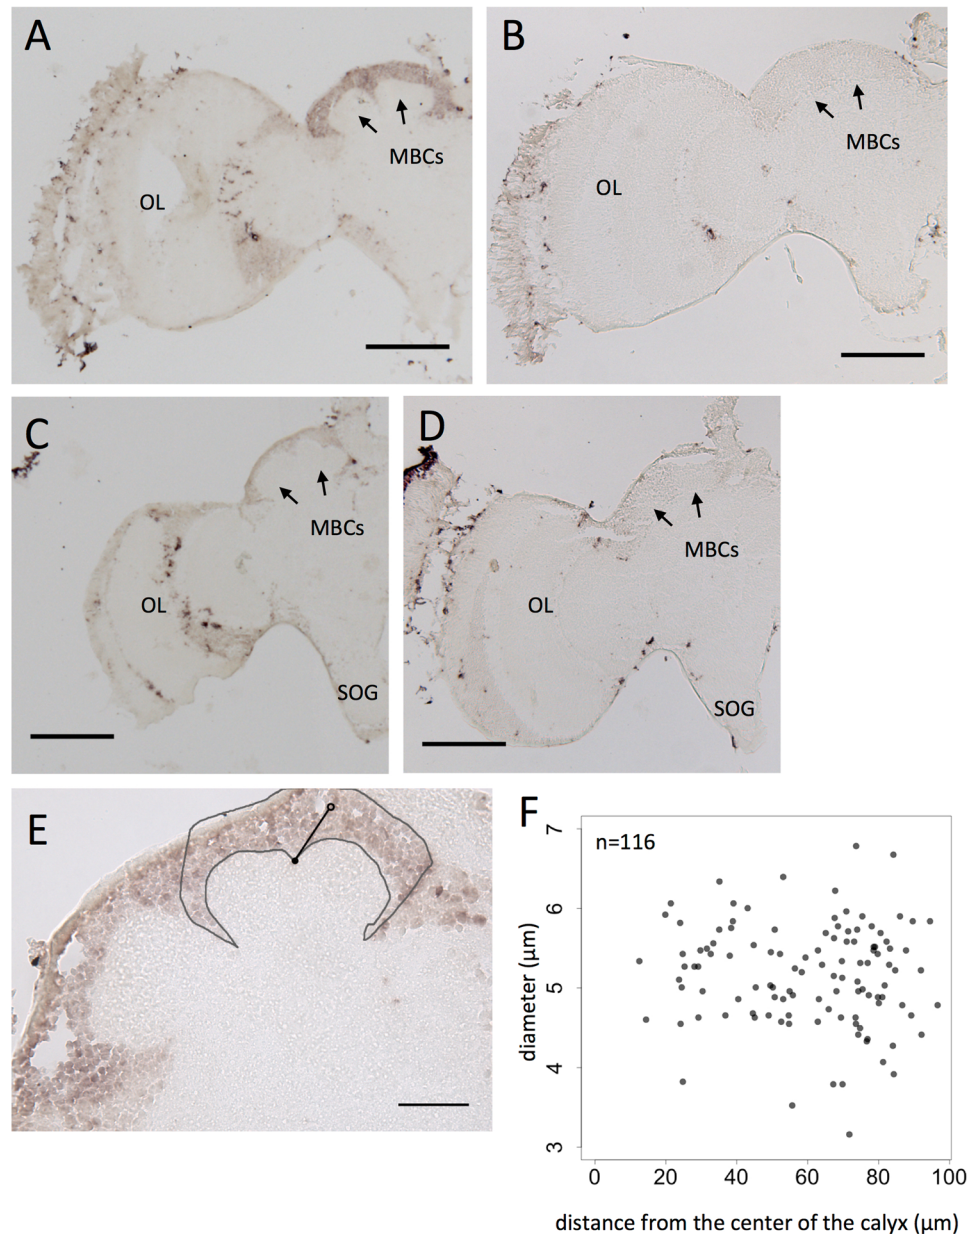 A
MBCs
OL
B
MBCs
OL
C
MBCs
OL
SOG
D
MBCs
OL
SOG
E
F
n=116
7
6
5
4
3
diameter (μm)
0 20 40 60 80 100
distance from the center of the calyx (μm)